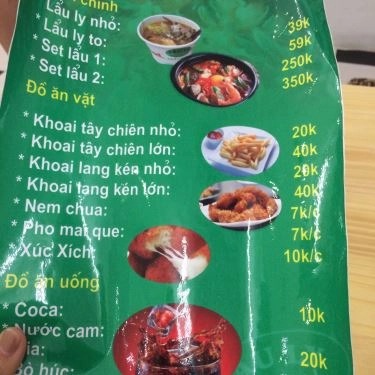 chính
* Lẩu ly nhỏ: 39k
* Lẩu ly to: 59k
* Set lẩu 1: 250k
* Set lẩu 2: 350k
Đồ ăn vặt
* Khoai tây chiên nhỏ: 20k
* Khoai tây chiên lớn: 40k
* Khoai lang kén nhỏ: 20k
* Khoai lang kén lớn: 40k
* Nem chua: 7k/c
* Pho mai que: 7k/c
* Xúc Xích: 10k/c
Đồ ăn uống
* Coca: 10k
* Nước cam:
20k
Bò húc: